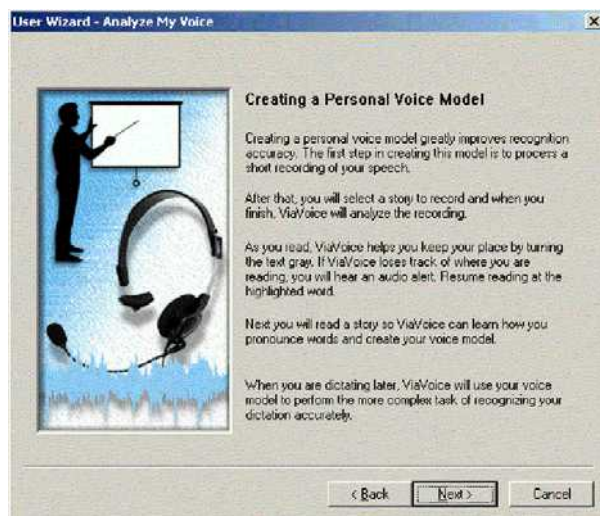 User Wizard - Analyze My Voice
Creating a Personal Voice Model
Creating a personal voice model greatly improves recognition
accuracy. The first step in creating this model is to process a
short recording of your speech.
After that, you will select a story to record and when you
finish, ViaVoice will analyze the recording.
As you read, ViaVoice helps you keep your place by turning
the text gray. If ViaVoice loses track of where you are
reading, you will hear an audio alert. Resume reading at the
highlighted word.
Next you will read a story so ViaVoice can learn how you
pronounce words and create your voice model.
When you are dictating later, ViaVoice will use your voice
model to perform the more complex task of recognizing your
dictation accurately.
< Back Next > Cancel